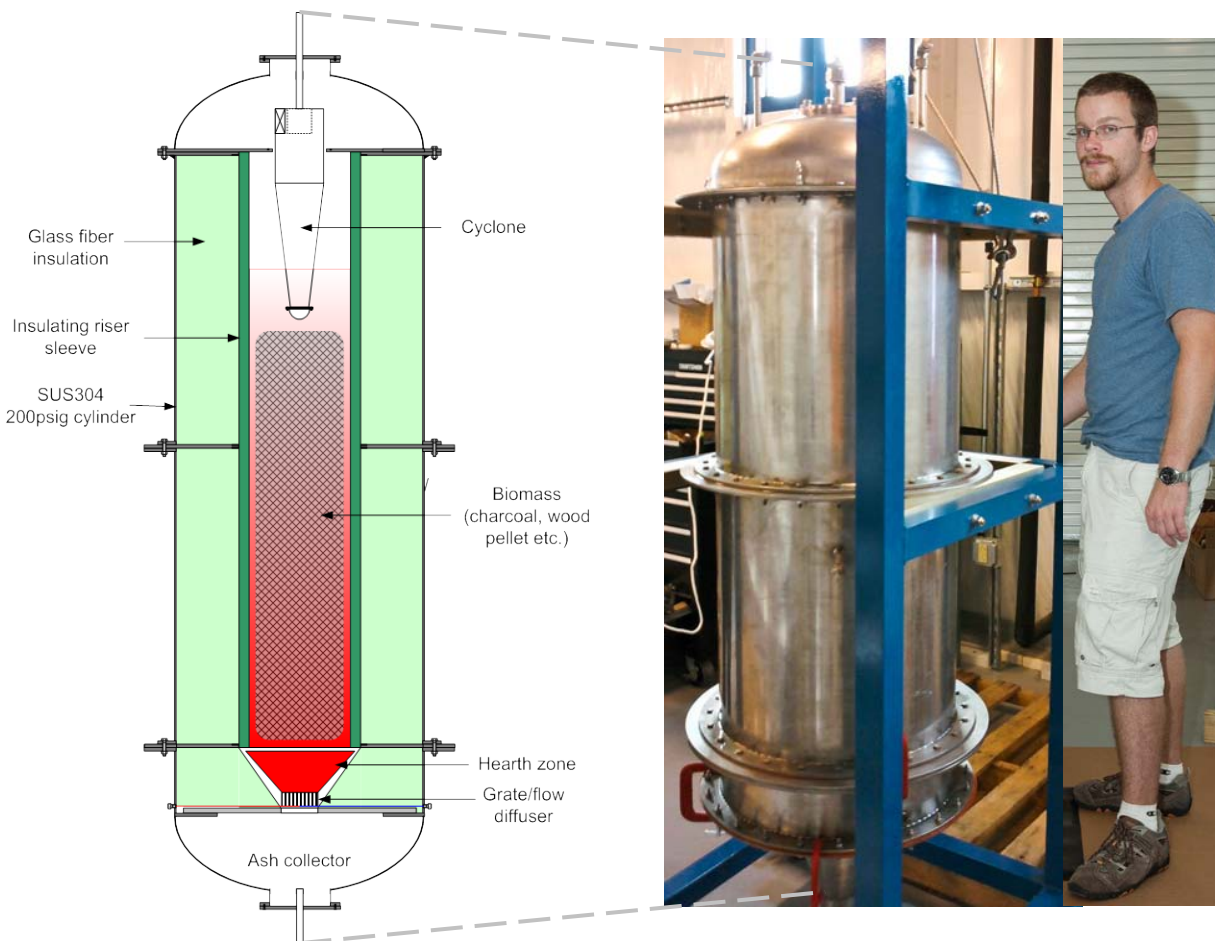 Glass fiber
insulation
Cyclone
Insulating riser
sleeve
SUS304
200psig cylinder
Biomass
(charcoal, wood
pellet etc.)
Hearth zone
Grate/flow
diffuser
Ash collector